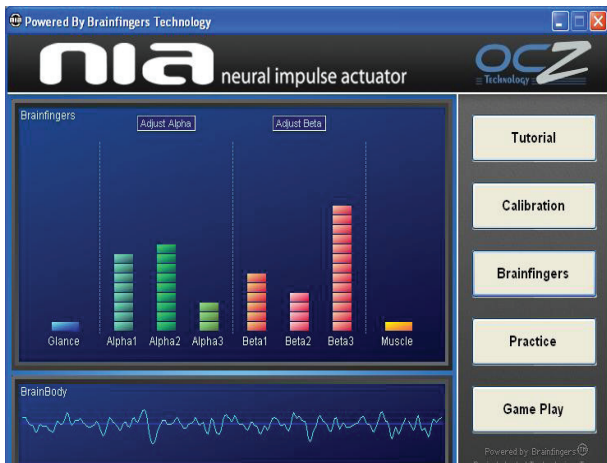 Powered By Brainfingers Technology
nia neural impulse actuator
OCZ
Technology
Brainfingers
Adjust Alpha
Adjust Beta
Glance
Alpha1
Alpha2
Alpha3
Beta1
Beta2
Beta3
Muscle
BrainBody
Tutorial
Calibration
Brainfingers
Practice
Game Play
Powered by Brainfingers